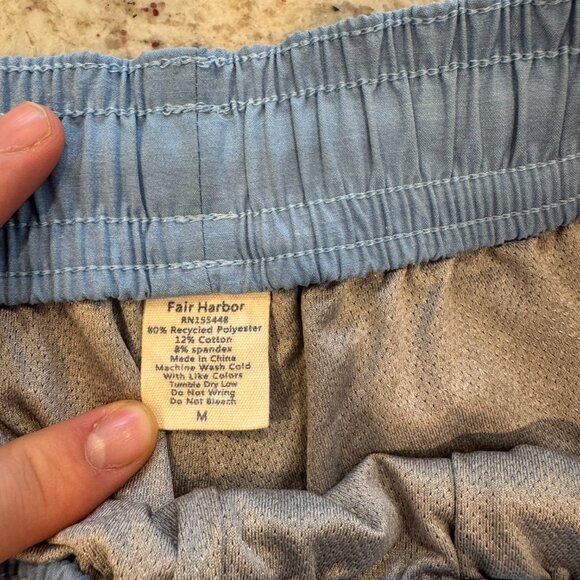 Fair Harbor
RN155448
80% Recycled Polyester
12% Cotton
8% spandex
Made in China
Machine Wash Cold
With Like Colors
Tumble Dry Low
Do Not Wring
Do Not Bleach
M